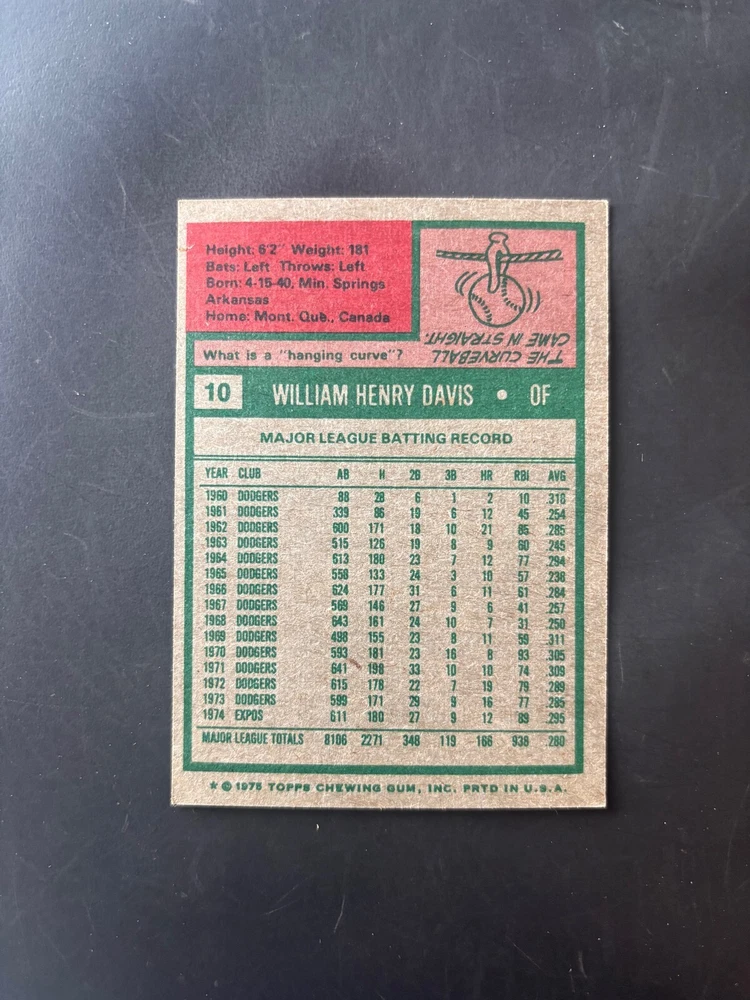 Height: 6'2" Weight: 181
Bats: Left Throws: Left
Born: 4-15-40, Min. Springs
Arkansas
Home: Mont. Que., Canada
What is a "hanging curve"?
THE CURVEBALL
CAME IN STRAIGHT.
10 WILLIAM HENRY DAVIS • OF
MAJOR LEAGUE BATTING RECORD
YEAR CLUB AB H 2B 3B HR RBI AVG
1960 DODGERS 88 28 6 1 2 10 .318
1961 DODGERS 339 86 19 6 12 45 .254
1962 DODGERS 600 171 18 10 21 85 .285
1963 DODGERS 515 126 19 8 9 60 .245
1964 DODGERS 613 180 23 7 12 77 .294
1965 DODGERS 558 133 24 3 10 57 .238
1966 DODGERS 624 177 31 6 11 61 .284
1967 DODGERS 569 146 27 9 6 41 .257
1968 DODGERS 643 161 24 10 7 31 .250
1969 DODGERS 498 155 23 8 11 59 .311
1970 DODGERS 593 181 23 16 8 93 .305
1971 DODGERS 641 198 33 10 10 74 .309
1972 DODGERS 615 178 22 7 19 79 .289
1973 DODGERS 599 171 29 9 16 77 .285
1974 EXPOS 611 180 27 9 12 89 .295
MAJOR LEAGUE TOTALS 8106 2271 348 119 166 938 .280
* © 1975 TOPPS CHEWING GUM, INC. PRTD IN U.S.A.